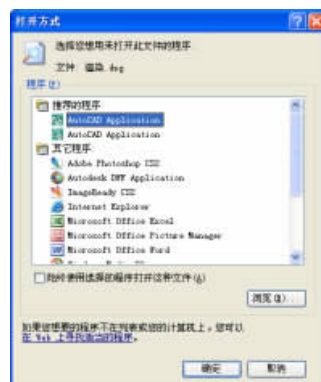 打开方式
选择您想用来打开此文件的程序
文件: 渲染.dwg
程序(P)
推荐的程序
AutoCAD Application
AutoCAD Application
其它程序:
Adobe Photoshop CS2
Autodesk DWF Application
ImageReady CS2
Internet Explorer
Microsoft Office Excel
Microsoft Office Picture Manager
Microsoft Office Word
始终使用选择的程序打开这种文件(A)
浏览(B)...
如果您想要的程序不在列表或您的计算机上，您可以
在 Web 上寻找适当的程序。
确定 取消